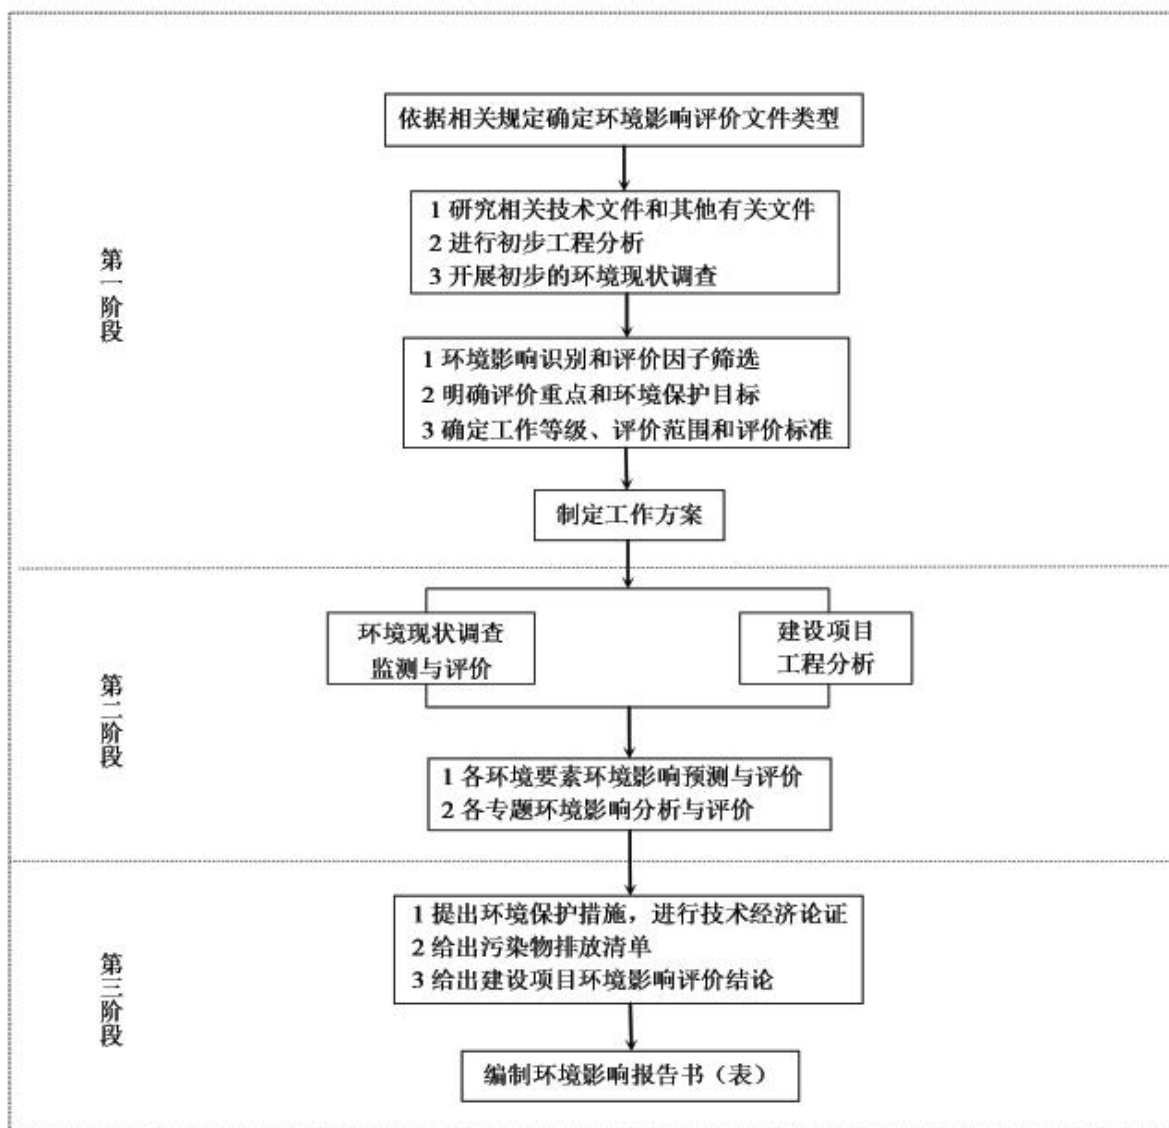 依据相关规定确定环境影响评价文件类型
1 研究相关技术文件和其他有关文件
2 进行初步工程分析
3 开展初步的环境现状调查
第一阶段
1 环境影响识别和评价因子筛选
2 明确评价重点和环境保护目标
3 确定工作等级、评价范围和评价标准
制定工作方案
环境现状调查
监测与评价
建设项目
工程分析
第二阶段
1 各环境要素环境影响预测与评价
2 各专题环境影响分析与评价
1 提出环境保护措施，进行技术经济论证
2 给出污染物排放清单
3 给出建设项目环境影响评价结论
第三阶段
编制环境影响报告书（表）